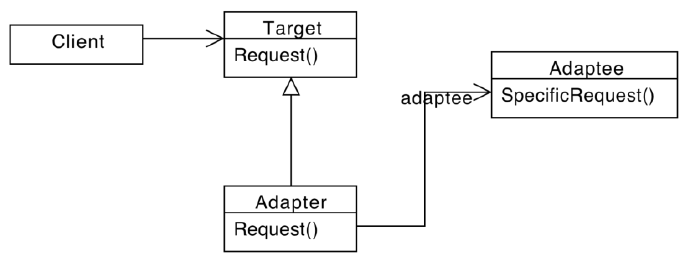 Client
Target
Request()
Adaptee
SpecificRequest()
adaptee
Adapter
Request()